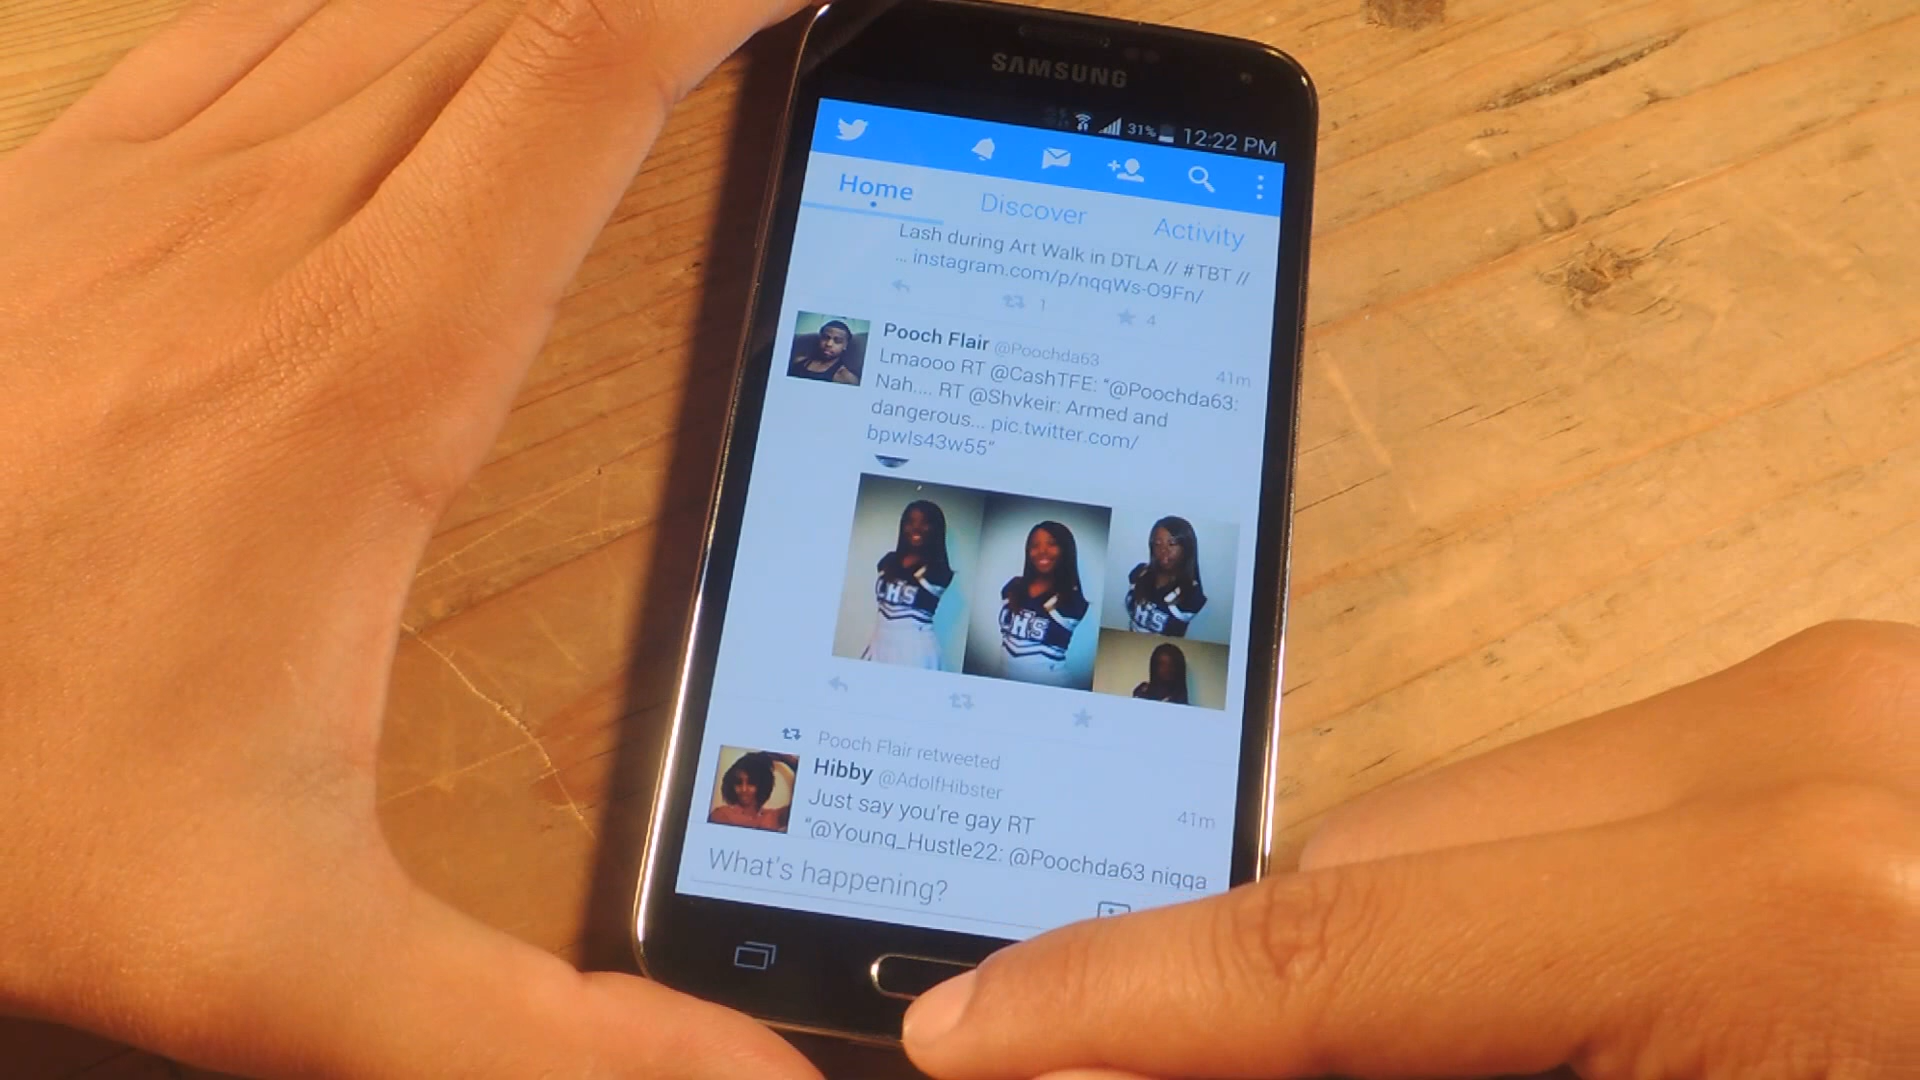 SAMSUNG
31% 12:22 PM
Home Discover Activity
Lash during Art Walk in DTLA // #TBT //
... instagram.com/p/nqqWs-O9Fn/
1 4
Pooch Flair @Poochda63 41m
Lmaooo RT @CashTFE: "@Poochda63:
Nah.... RT @Shvkeir: Armed and
dangerous... pic.twitter.com/
bpwls43w55"
LHS
LHS
LHS
Pooch Flair retweeted
Hibby @AdolfHibster 41m
Just say you're gay RT
"@Young_Hustle22: @Poochda63 nigga
What's happening?